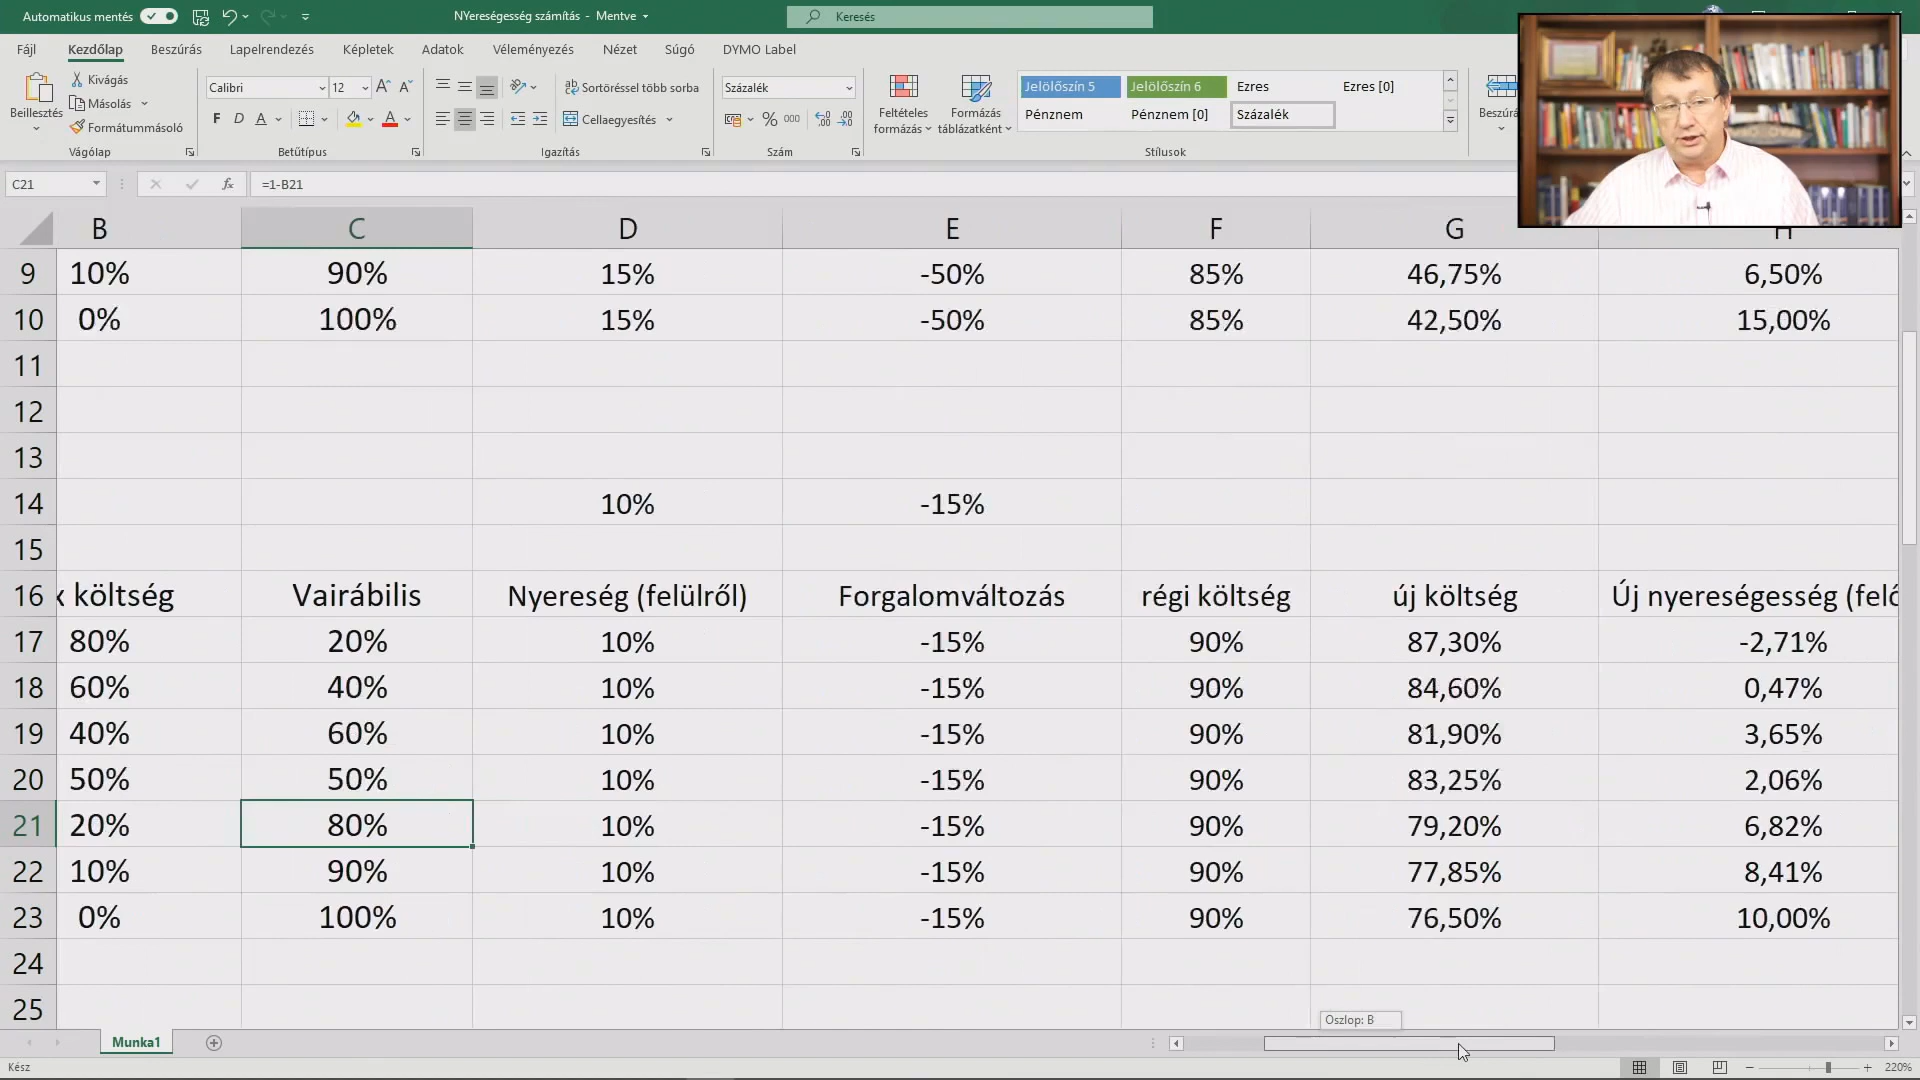 Automatikus mentés
NYereségesség számítás - Mentve
Keresés
Fájl Kezdőlap Beszúrás Lapelrendezés Képletek Adatok Véleményezés Nézet Súgó DYMO Label
Beillesztés
Kivágás
Másolás
Formátummásoló
Vágólap
Calibri 12
F D A
Betűtípus
Sortöréssel több sorba
Cellaegyesítés
Igazítás
Százalék
% 000
Szám
Feltételes formázás
Formázás táblázatként
Jelölőszín 5 Jelölőszín 6 Ezres Ezres [0]
Pénznem Pénznem [0] Százalék
Stílusok
Beszúrá
C21 fx =1-B21
B C D E F G H
9 10% 90% 15% -50% 85% 46,75% 6,50%
10 0% 100% 15% -50% 85% 42,50% 15,00%
11
12
13
14 10% -15%
15
16 x költség Vairábilis Nyereség (felülről) Forgalomváltozás régi költség új költség Új nyereségesség (felő
17 80% 20% 10% -15% 90% 87,30% -2,71%
18 60% 40% 10% -15% 90% 84,60% 0,47%
19 40% 60% 10% -15% 90% 81,90% 3,65%
20 50% 50% 10% -15% 90% 83,25% 2,06%
21 20% 80% 10% -15% 90% 79,20% 6,82%
22 10% 90% 10% -15% 90% 77,85% 8,41%
23 0% 100% 10% -15% 90% 76,50% 10,00%
24
25
Oszlop: B
Munka1
Kész
220%